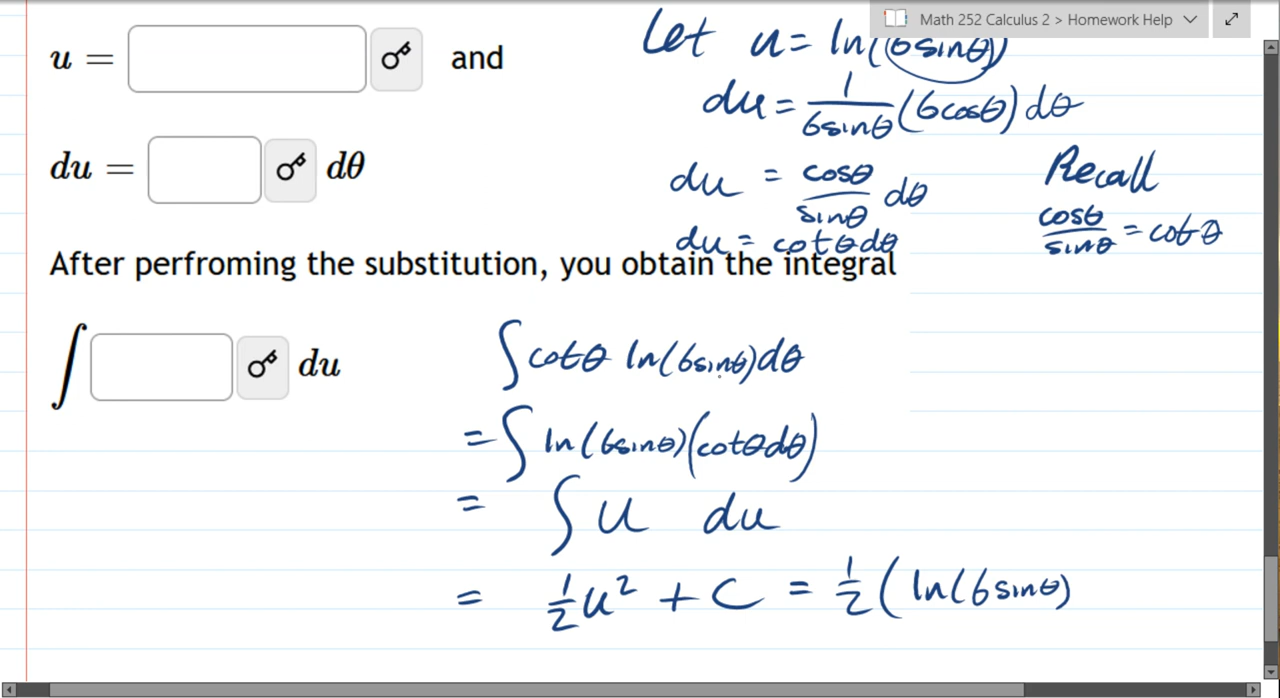 Math 252 Calculus 2 > Homework Help
u = and
Let u = ln(6sinθ)
du = 1/6sinθ (6cosθ) dθ
du = dθ
du = cosθ/sinθ dθ
Recall
cosθ/sinθ = cotθ
du = cotθdθ
After perfroming the substitution, you obtain the integral
∫ du
∫cotθ ln(6sinθ)dθ
= ∫ ln(6sinθ)(cotθdθ)
= ∫ u du
= 1/2 u² + C = 1/2 ( ln(6sinθ)